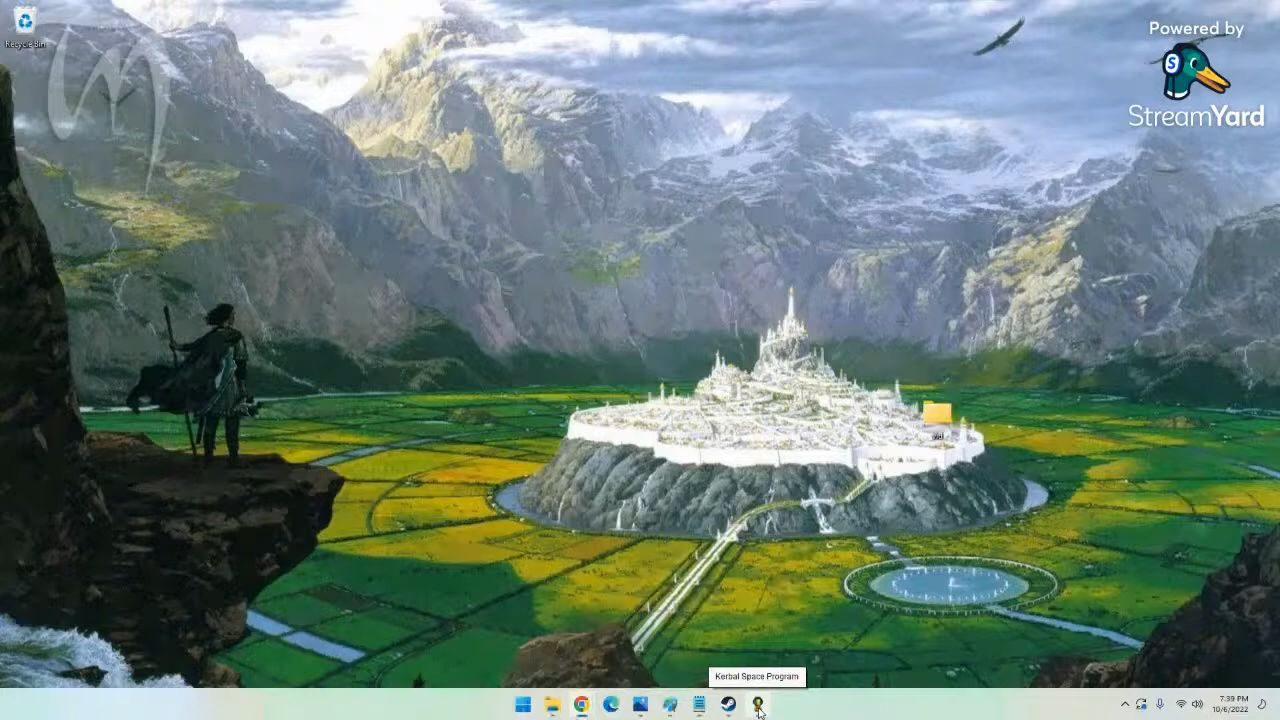 Recycle Bin
Powered by
S
StreamYard
Kerbal Space Program
7:39 PM
10/6/2022